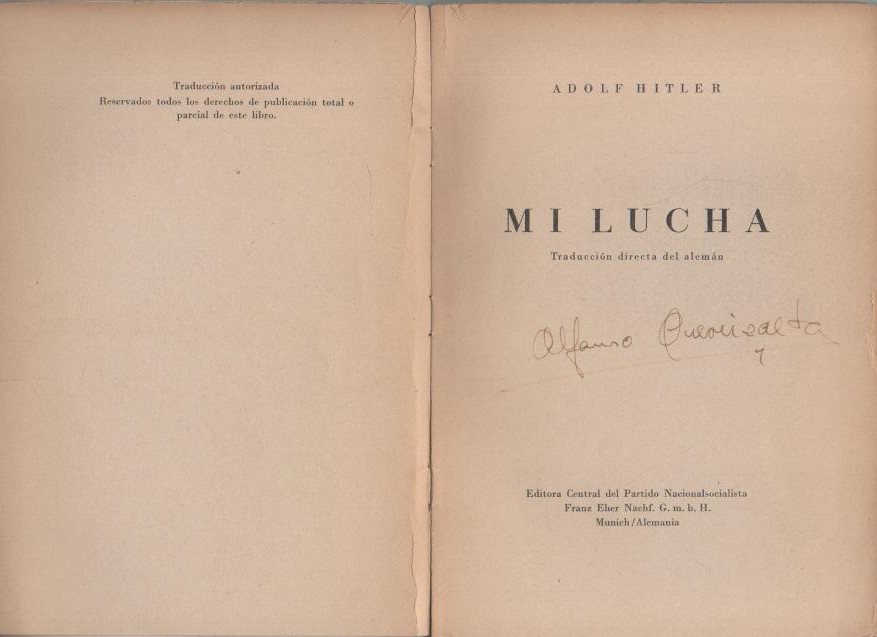 Traducción autorizada
Reservados todos los derechos de publicación total o
parcial de este libro.
ADOLF HITLER
MI LUCHA
Traducción directa del alemán
Alfonso
Editora Central del Partido Nacionalsocialista
Franz Eher Nachf. G. m. b. H.
Munich/Alemania